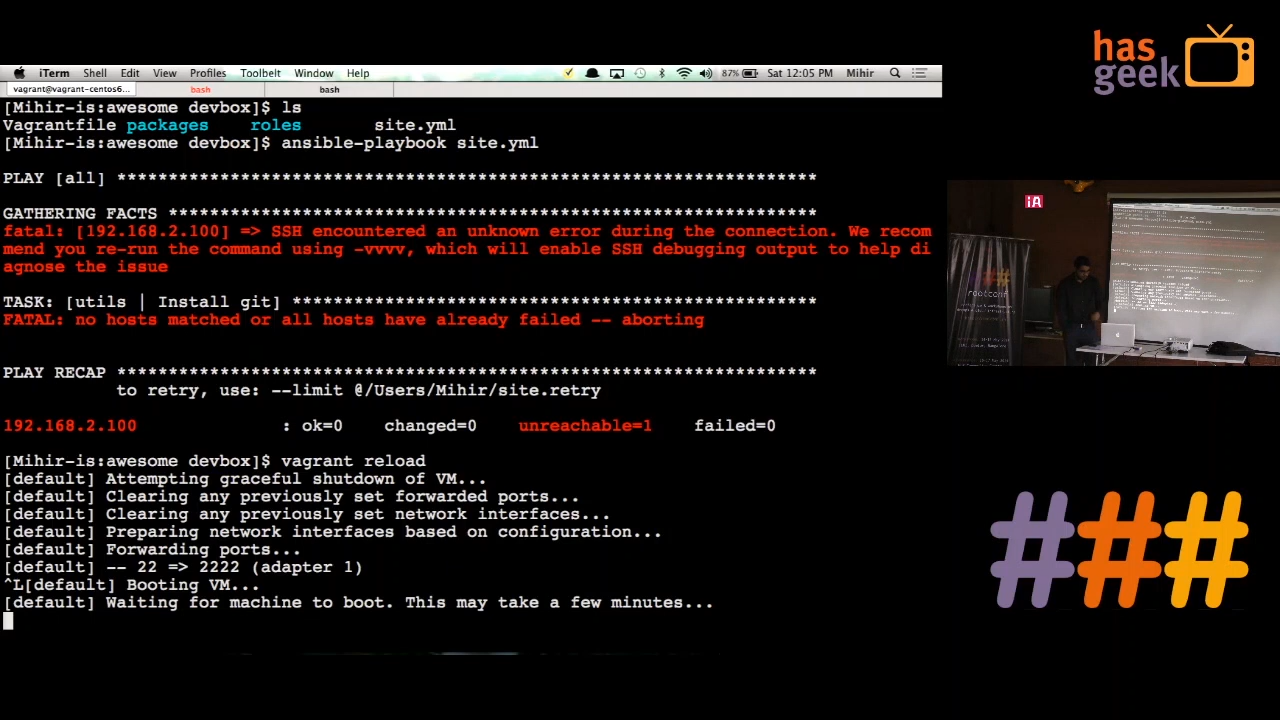 has
geek
iTerm Shell Edit View Profiles Toolbelt Window Help 87% Sat 12:05 PM Mihir
vagrant@vagrant-centos6... bash bash
[Mihir-is:awesome devbox]$ ls
Vagrantfile packages roles site.yml
[Mihir-is:awesome devbox]$ ansible-playbook site.yml
PLAY [all] ********************************************************************
GATHERING FACTS ***************************************************************
fatal: [192.168.2.100] => SSH encountered an unknown error during the connection. We recom
mend you re-run the command using -vvvv, which will enable SSH debugging output to help di
agnose the issue
TASK: [utils | Install git] ***************************************************
FATAL: no hosts matched or all hosts have already failed -- aborting
PLAY RECAP ********************************************************************
to retry, use: --limit @/Users/Mihir/site.retry
192.168.2.100 : ok=0 changed=0 unreachable=1 failed=0
[Mihir-is:awesome devbox]$ vagrant reload
[default] Attempting graceful shutdown of VM...
[default] Clearing any previously set forwarded ports...
[default] Clearing any previously set network interfaces...
[default] Preparing network interfaces based on configuration...
[default] Forwarding ports...
[default] -- 22 => 2222 (adapter 1)
^L[default] Booting VM...
[default] Waiting for machine to boot. This may take a few minutes...
iA
rootconf
###